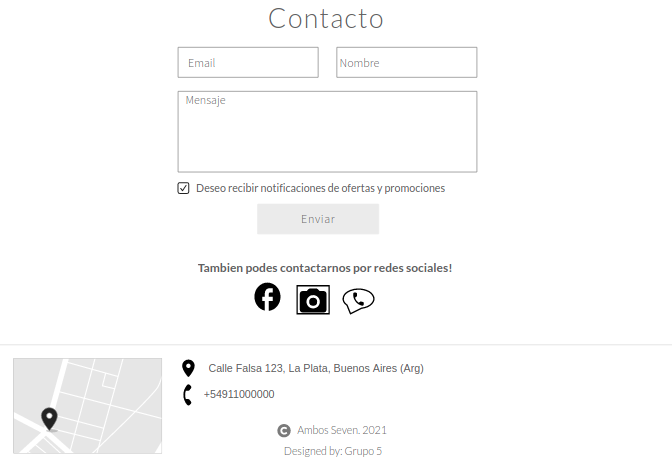 Contacto
Email
Nombre
Mensaje
Deseo recibir notificaciones de ofertas y promociones
Enviar
Tambien podes contactarnos por redes sociales!
Calle Falsa 123, La Plata, Buenos Aires (Arg)
+54911000000
C Ambos Seven. 2021
Designed by: Grupo 5